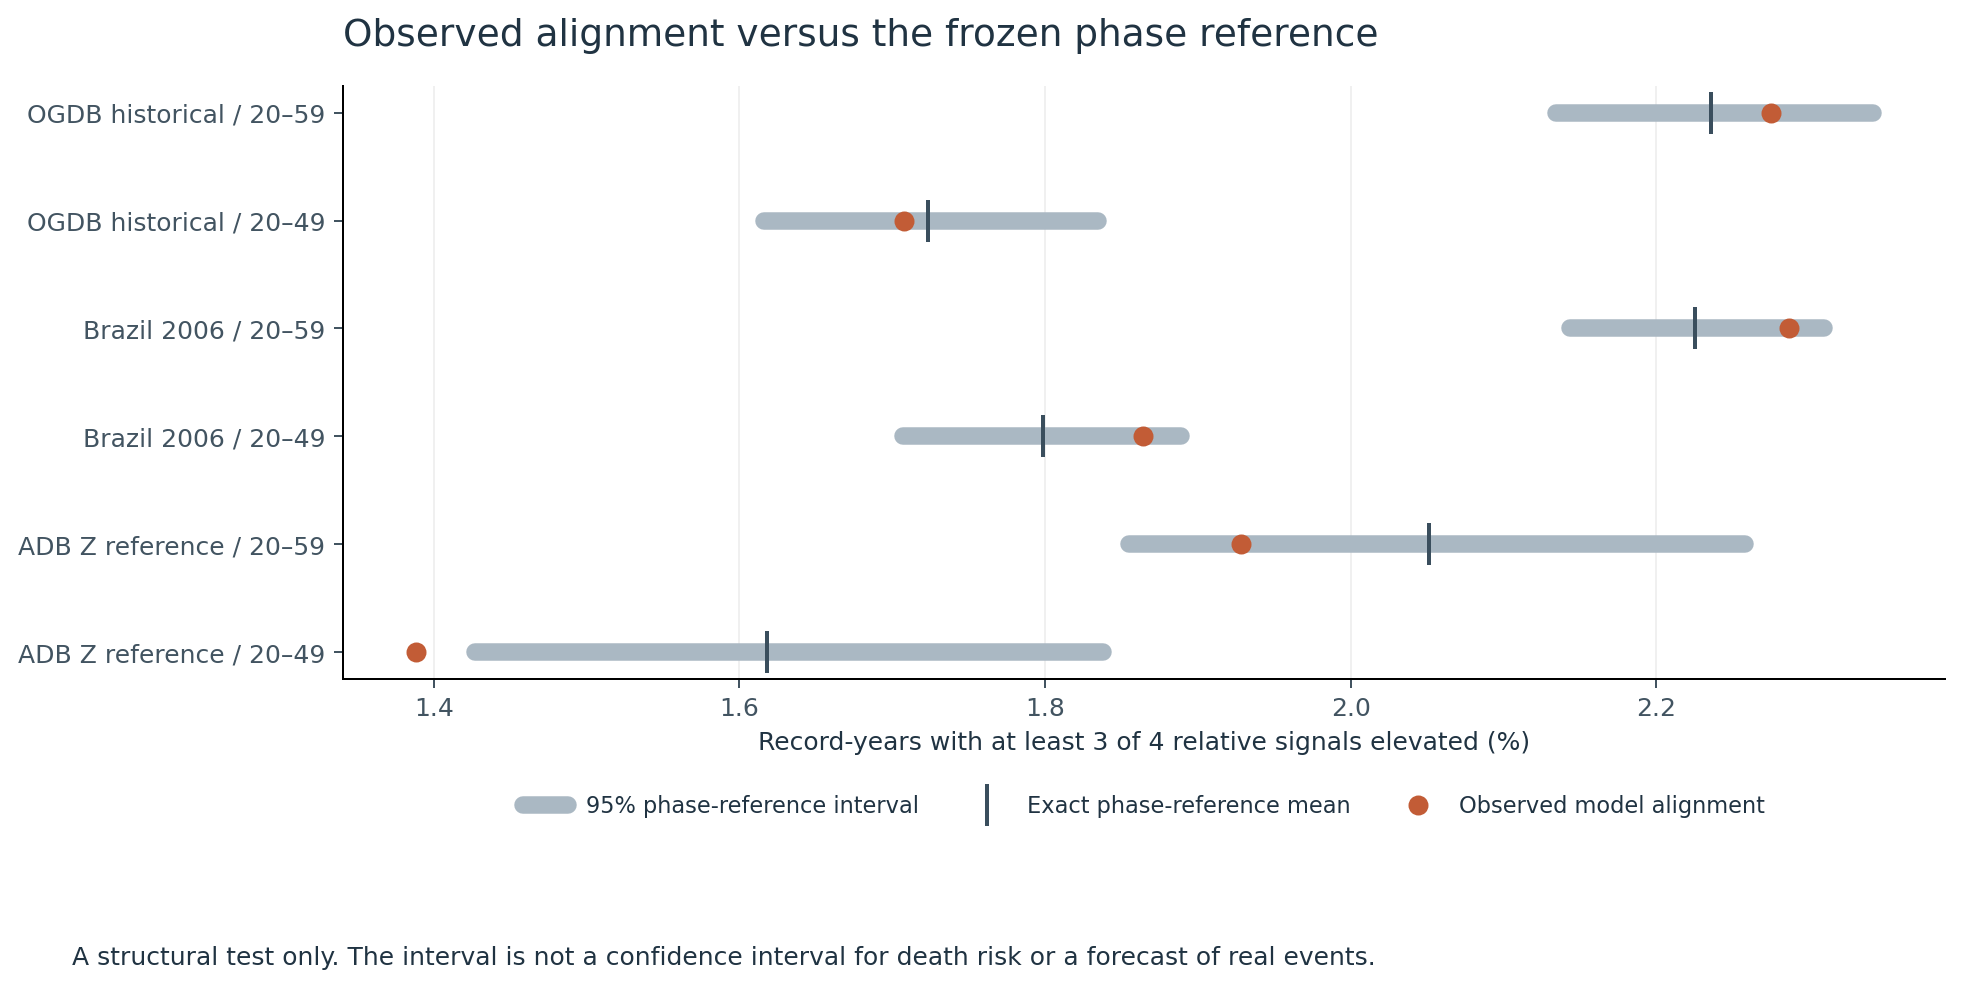 Observed alignment versus the frozen phase reference
OGDB historical / 20–59
OGDB historical / 20–49
Brazil 2006 / 20–59
Brazil 2006 / 20–49
ADB Z reference / 20–59
ADB Z reference / 20–49
1.4 1.6 1.8 2.0 2.2
Record-years with at least 3 of 4 relative signals elevated (%)
95% phase-reference interval Exact phase-reference mean Observed model alignment
A structural test only. The interval is not a confidence interval for death risk or a forecast of real events.